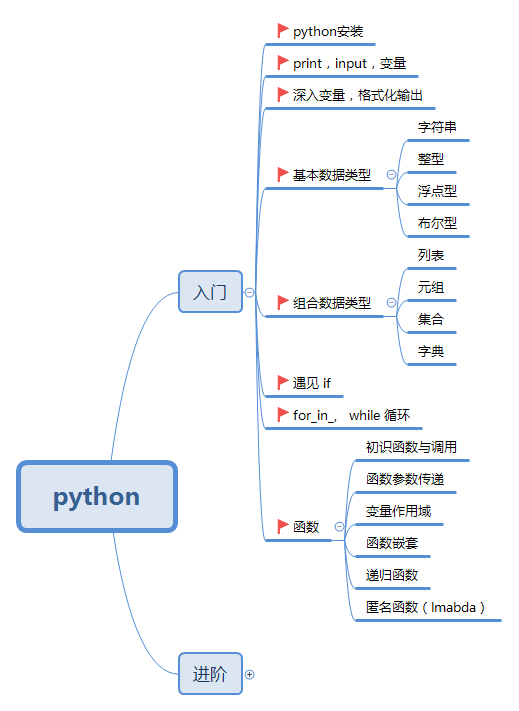 python安装
print，input，变量
深入变量，格式化输出
基本数据类型
字符串
整型
浮点型
布尔型
组合数据类型
列表
元组
集合
字典
入门
遇见 if
for_in_， while 循环
函数
初识函数与调用
函数参数传递
变量作用域
函数嵌套
递归函数
匿名函数（lmabda）
python
进阶